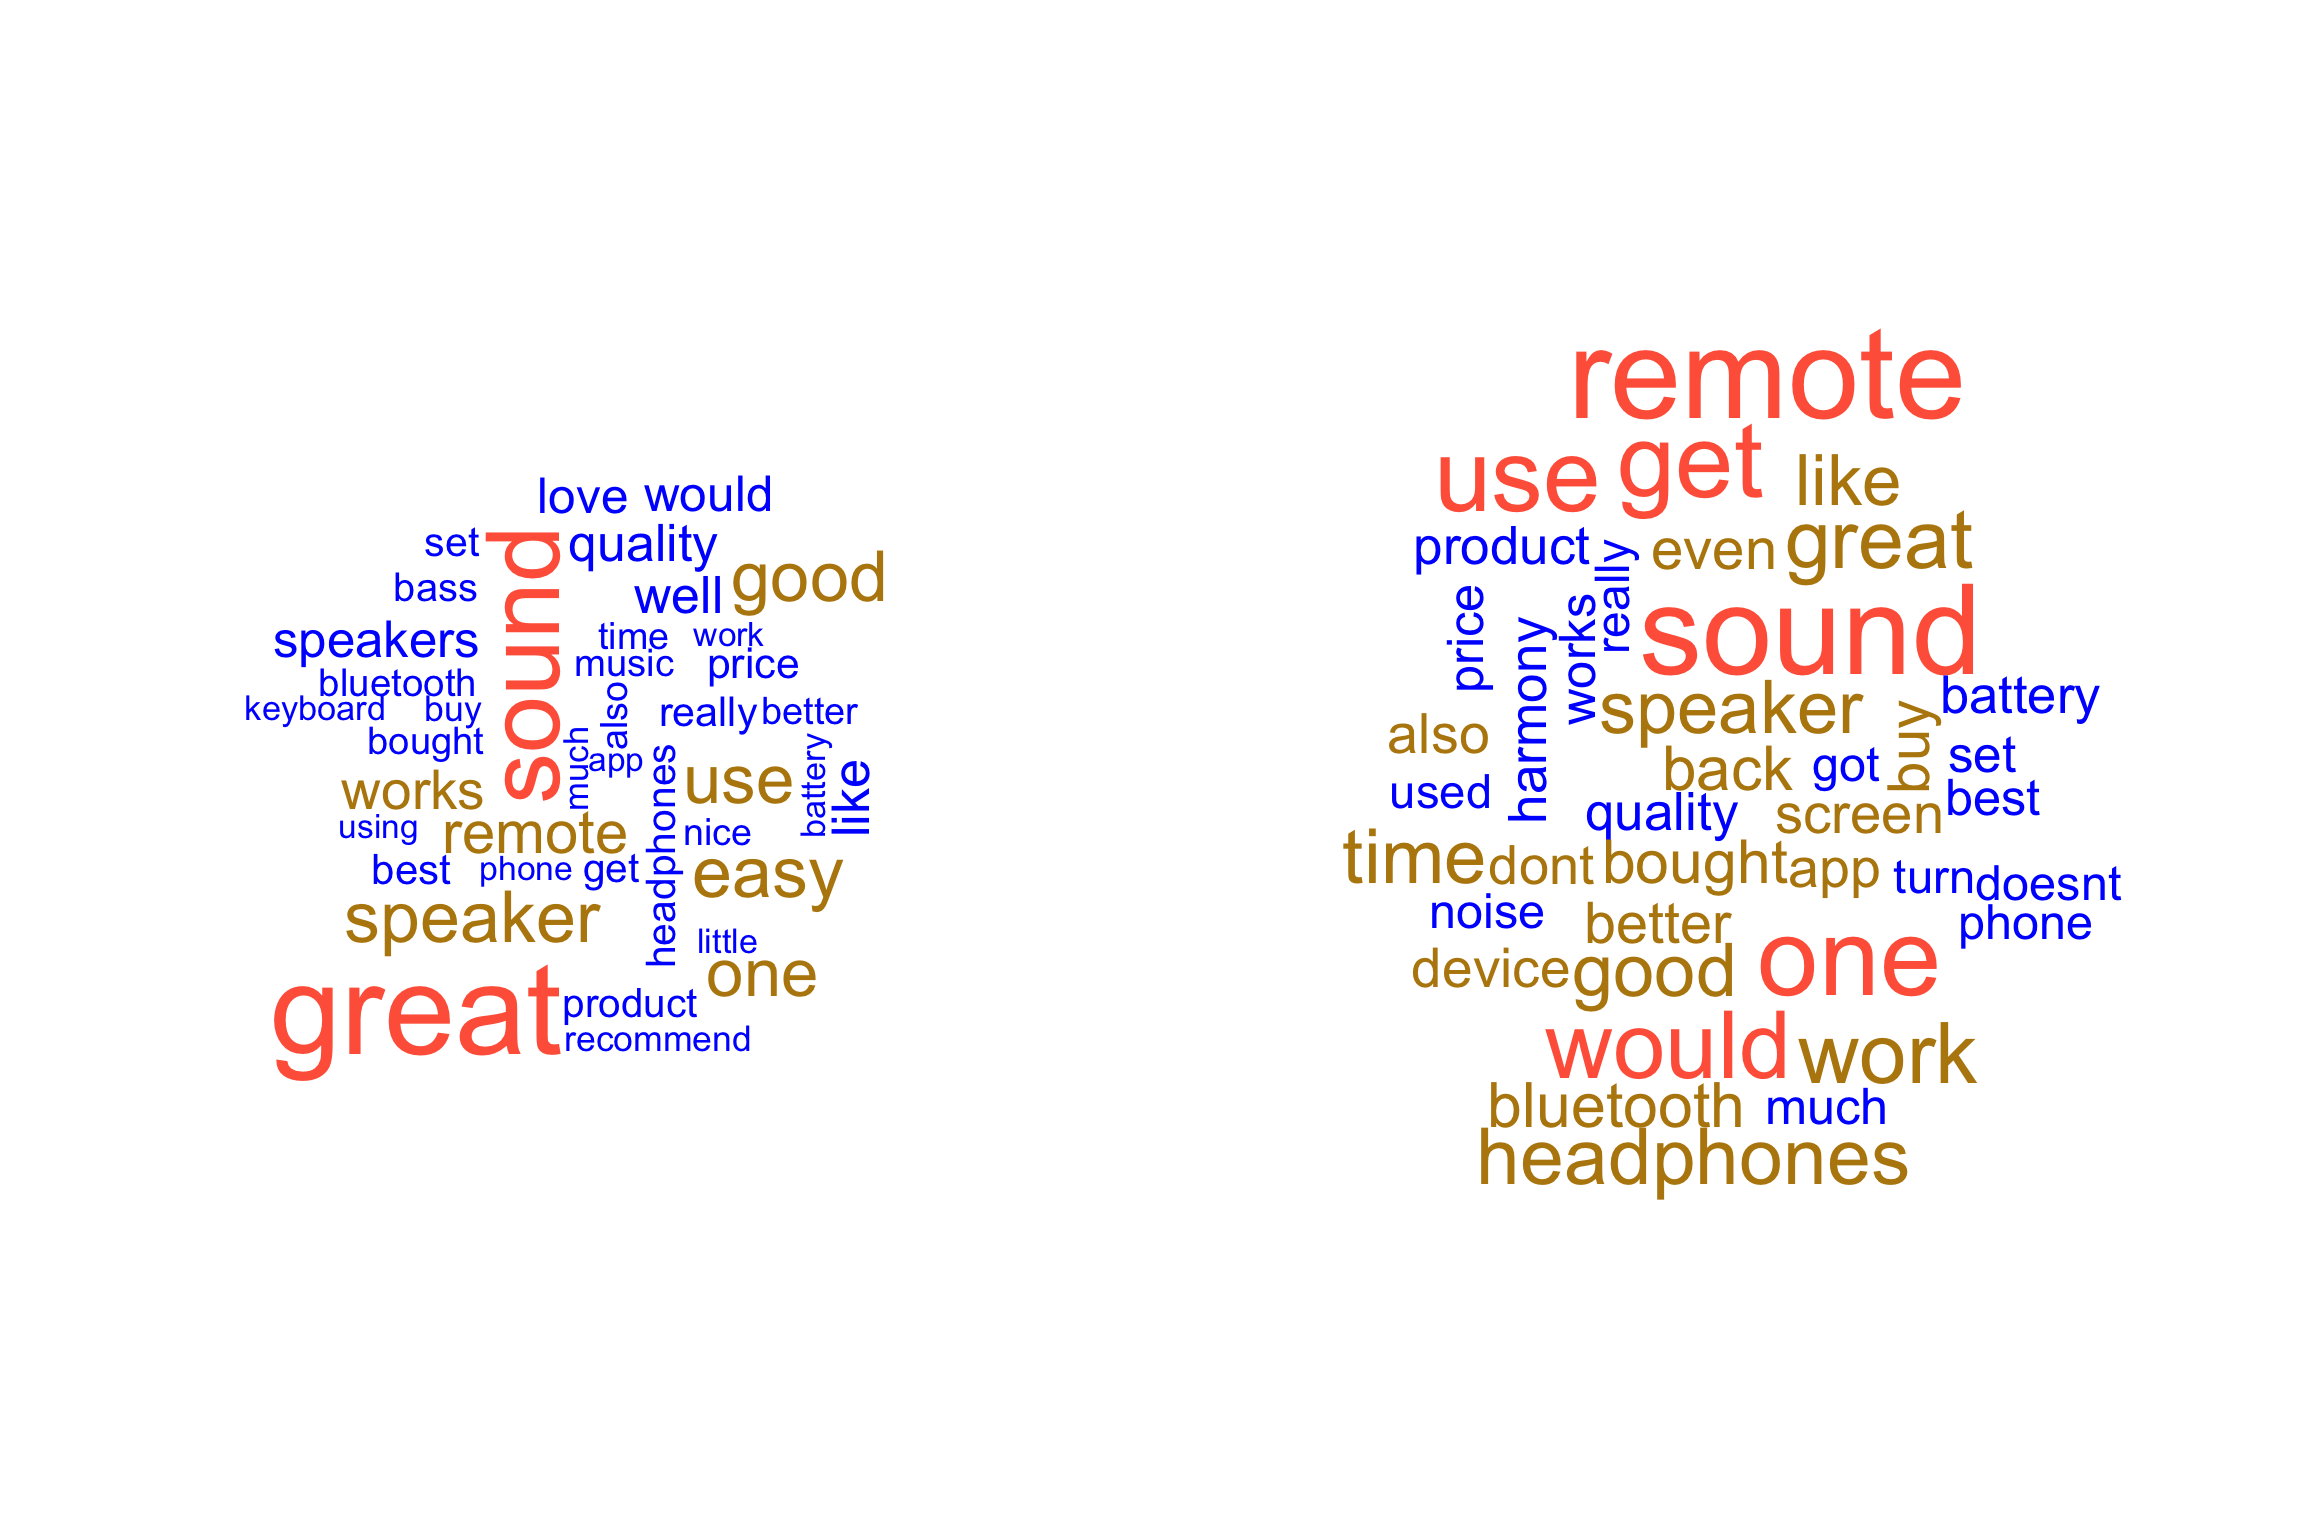 love would
set
sound
quality
bass
well
good
speakers
time
work
music
price
bluetooth
keyboard
buy
also
really
better
bought
much
app
headphones
use
battery
like
works
using
remote
nice
best
phone
get
easy
speaker
little
one
great
product
recommend
remote
use
get
like
product
really
even
great
price
harmony
works
sound
speaker
buy
battery
also
back
got
set
used
quality
screen
best
time
dont
bought
app
turn
doesnt
noise
better
phone
device
good
one
would
work
bluetooth
much
headphones